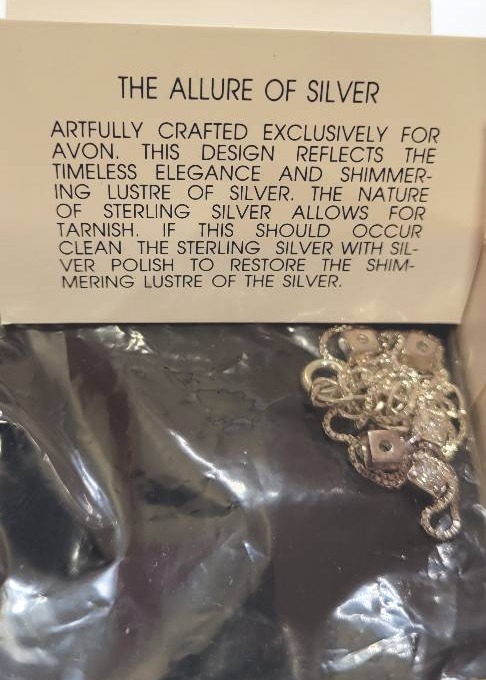 THE ALLURE OF SILVER
ARTFULLY CRAFTED EXCLUSIVELY FOR
AVON. THIS DESIGN REFLECTS THE
TIMELESS ELEGANCE AND SHIMMER-
ING LUSTRE OF SILVER. THE NATURE
OF STERLING SILVER ALLOWS FOR
TARNISH. IF THIS SHOULD OCCUR
CLEAN THE STERLING SILVER WITH SIL-
VER POLISH TO RESTORE THE SHIM-
MERING LUSTRE OF THE SILVER.